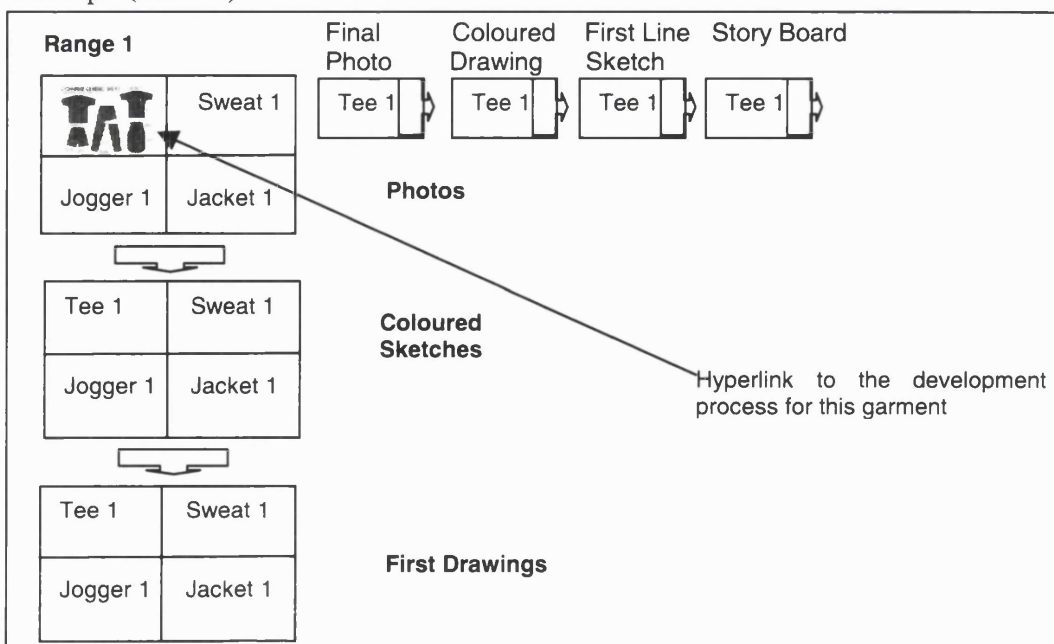 Range 1
Final Photo
Coloured Drawing
First Line Sketch
Story Board
Sweat 1
Tee 1
Tee 1
Tee 1
Tee 1
Jogger 1
Jacket 1
Photos
Tee 1
Sweat 1
Coloured
Sketches
Jogger 1
Jacket 1
Hyperlink to the development
process for this garment
Tee 1
Sweat 1
First Drawings
Jogger 1
Jacket 1